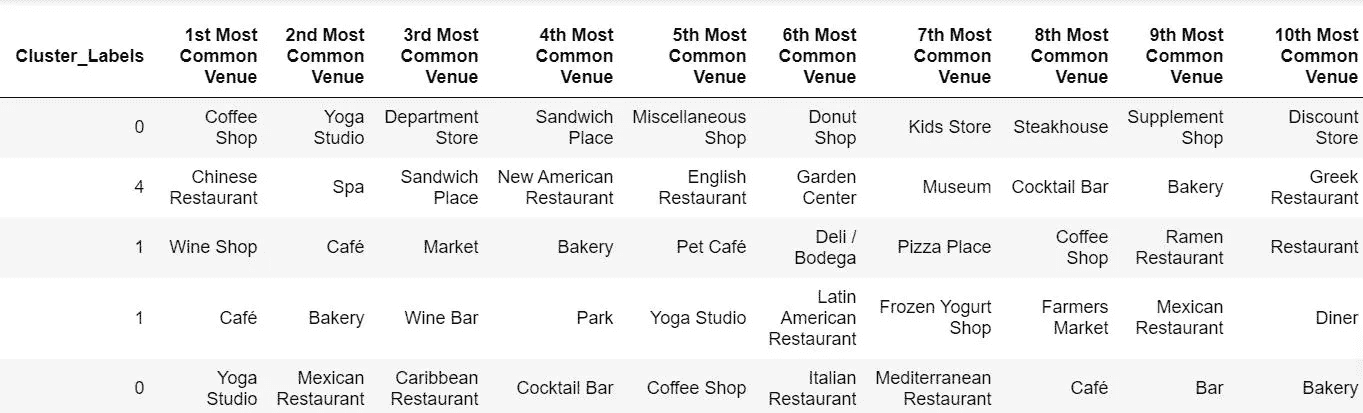 Cluster_Labels 1st Most Common Venue 2nd Most Common Venue 3rd Most Common Venue 4th Most Common Venue 5th Most Common Venue 6th Most Common Venue 7th Most Common Venue 8th Most Common Venue 9th Most Common Venue 10th Most Common Venue
0 Coffee Shop Yoga Studio Department Store Sandwich Place Miscellaneous Shop Donut Shop Kids Store Steakhouse Supplement Shop Discount Store
4 Chinese Restaurant Spa Sandwich Place New American Restaurant English Restaurant Garden Center Museum Cocktail Bar Bakery Greek Restaurant
1 Wine Shop Café Market Bakery Pet Café Deli / Bodega Pizza Place Coffee Shop Ramen Restaurant Restaurant
1 Café Bakery Wine Bar Park Yoga Studio Latin American Restaurant Frozen Yogurt Shop Farmers Market Mexican Restaurant Diner
0 Yoga Studio Mexican Restaurant Caribbean Restaurant Cocktail Bar Coffee Shop Italian Restaurant Mediterranean Restaurant Café Bar Bakery